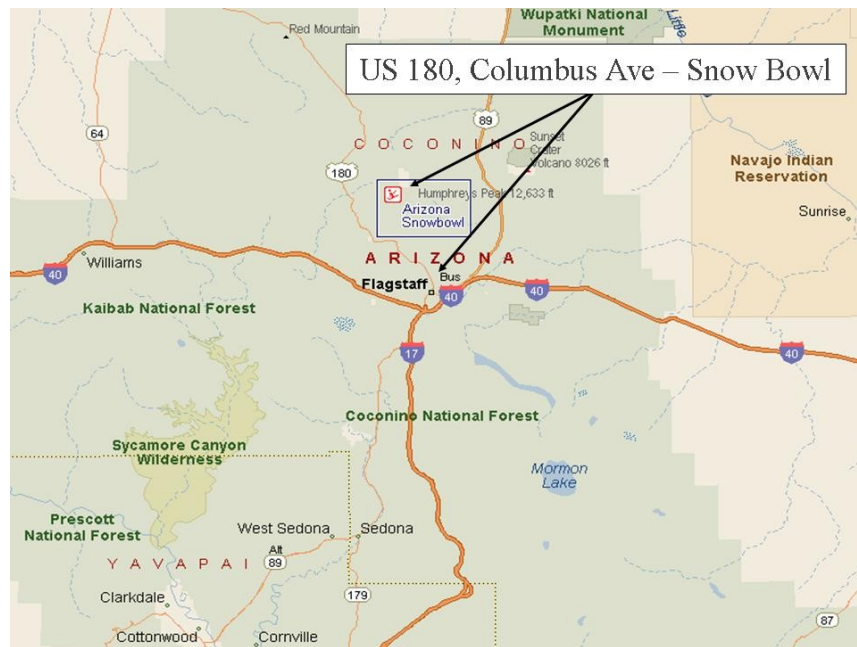 Wupatki National
Monument
Little
Red Mountain
US 180, Columbus Ave – Snow Bowl
64
89
COCONINO
Sunset
Crater
Volcano 8026 ft
Navajo Indian
Reservation
180
Humphreys Peak 12,633 ft
Arizona
Snowbowl
Sunrise
ARIZONA
Williams
40
Bus
Flagstaff
40
40
Kaibab National Forest
17
40
Coconino National Forest
Sycamore Canyon
Wilderness
Mormon
Lake
Prescott
National Forest
West Sedona
Sedona
Alt
89
YAVAPAI
179
Clarkdale
87
Cottonwood
Cornville